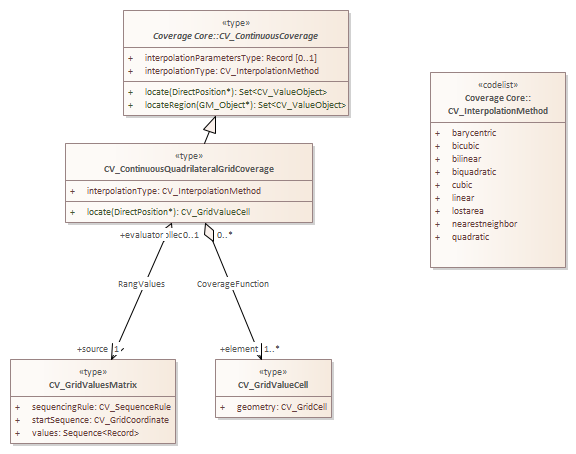 «type»
Coverage Core::CV_ContinuousCoverage
+ interpolationParametersType: Record [0..1]
+ interpolationType: CV_InterpolationMethod
+ locate(DirectPosition*): Set<CV_ValueObject>
+ locateRegion(GM_Object*): Set<CV_ValueObject>
«codelist»
Coverage Core::
CV_InterpolationMethod
+ barycentric
+ bicubic
+ bilinear
+ biquadratic
+ cubic
+ linear
+ lostarea
+ nearestneighbor
+ quadratic
«type»
CV_ContinuousQuadrilateralGridCoverage
+ interpolationType: CV_InterpolationMethod
+ locate(DirectPosition*): CV_GridValueCell
+evaluator 0..1 0..*
RangValues CoverageFunction
+source 1 +element 1..*
«type»
CV_GridValuesMatrix
+ sequencingRule: CV_SequenceRule
+ startSequence: CV_GridCoordinate
+ values: Sequence<Record>
«type»
CV_GridValueCell
+ geometry: CV_GridCell